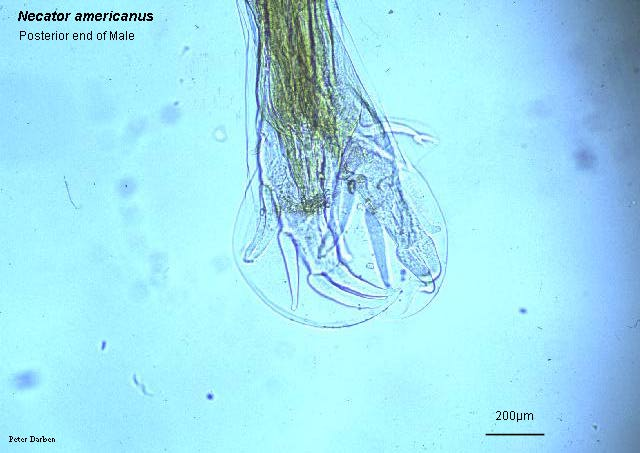 Necator americanus
Posterior end of Male
200µm
Peter Darben